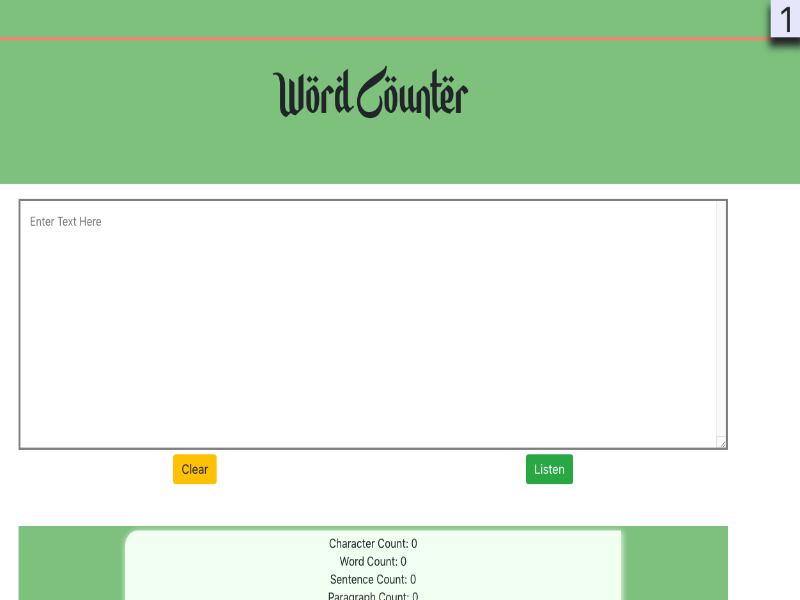 1
Wörd Cöuntër
Enter Text Here
Clear
Listen
Character Count: 0
Word Count: 0
Sentence Count: 0
Paragraph Count: 0